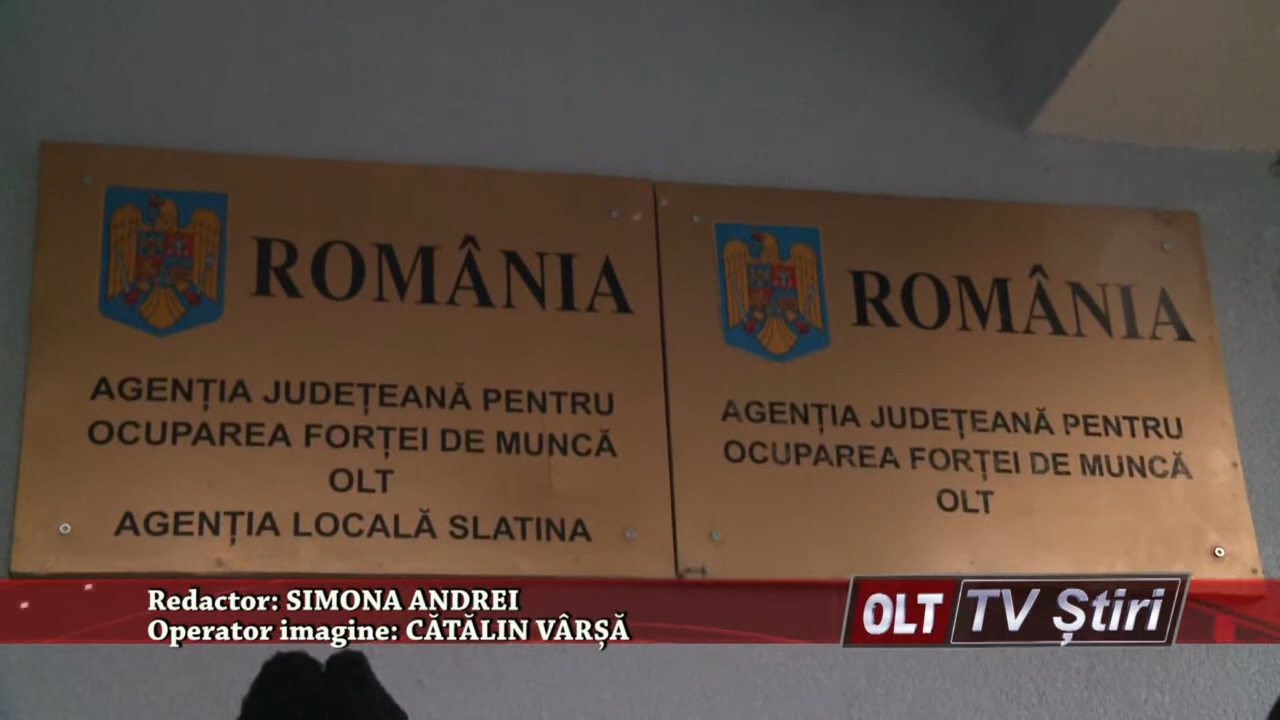 ROMÂNIA
AGENȚIA JUDEȚEANĂ PENTRU
OCUPAREA FORȚEI DE MUNCĂ
OLT
AGENȚIA LOCALĂ SLATINA
ROMÂNIA
AGENȚIA JUDEȚEANĂ PENTRU
OCUPAREA FORȚEI DE MUNCĂ
OLT
Redactor: SIMONA ANDREI
Operator imagine: CĂTĂLIN VÂRȘĂ
OLT TV Știri